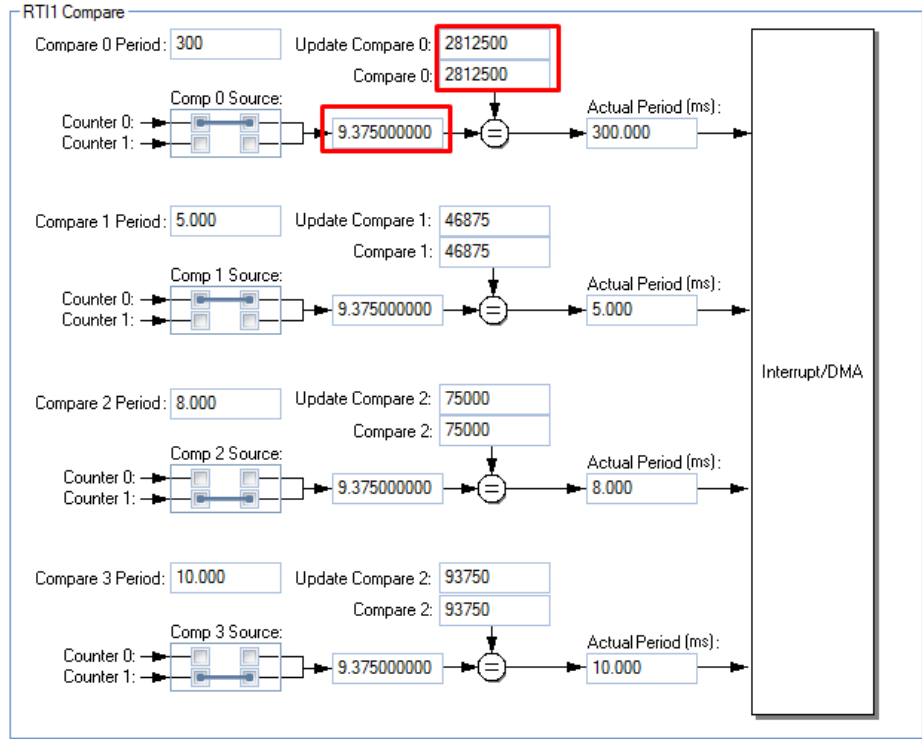 RTI1 Compare
Compare 0 Period: 300 Update Compare 0: 2812500
Compare 0: 2812500
Comp 0 Source:
Actual Period (ms):
Counter 0:
Counter 1:
9.375000000 = 300.000
Compare 1 Period: 5.000 Update Compare 1: 46875
Compare 1: 46875
Comp 1 Source:
Actual Period (ms):
Counter 0:
Counter 1:
9.375000000 = 5.000
Interrupt/DMA
Compare 2 Period: 8.000 Update Compare 2: 75000
Compare 2: 75000
Comp 2 Source:
Actual Period (ms):
Counter 0:
Counter 1:
9.375000000 = 8.000
Compare 3 Period: 10.000 Update Compare 2: 93750
Compare 2: 93750
Comp 3 Source:
Actual Period (ms):
Counter 0:
Counter 1:
9.375000000 = 10.000